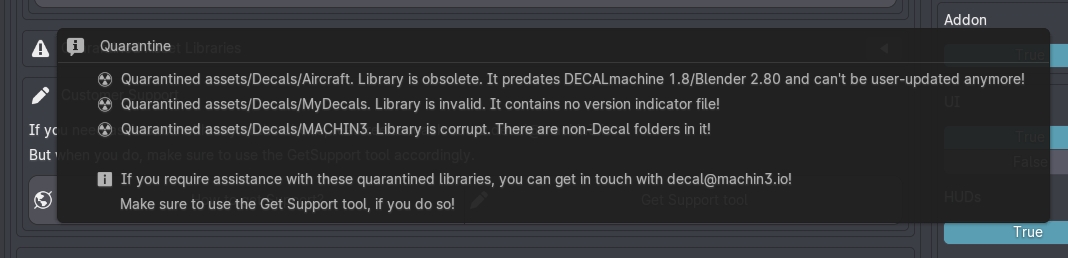 Addon
Quarantine
t Libraries
True
Quarantined assets/Decals/Aircraft. Library is obsolete. It predates DECALmachine 1.8/Blender 2.80 and can't be user-updated anymore!
Customer Support
UI
Quarantined assets/Decals/MyDecals. Library is invalid. It contains no version indicator file!
If you
Quarantined assets/Decals/MACHIN3. Library is corrupt. There are non-Decal folders in it!
True
But when you do, make sure to use the GetSupport tool accordingly.
False
If you require assistance with these quarantined libraries, you can get in touch with decal@machin3.io!
Get Support tool
HUDs
Make sure to use the Get Support tool, if you do so!
True